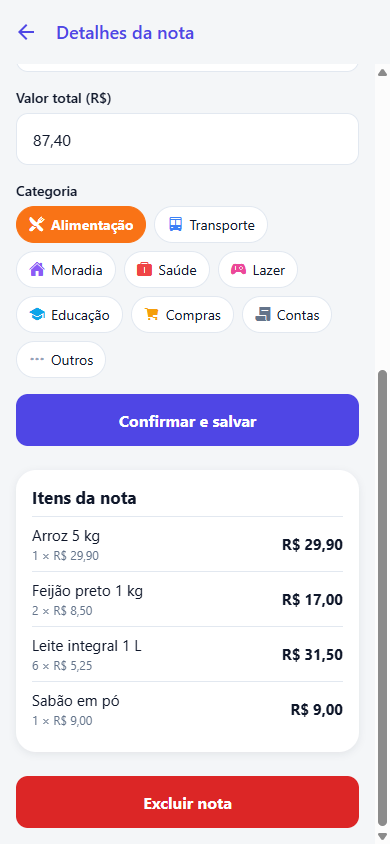 Detalhes da nota
Valor total (R$)
87,40
Categoria
Alimentação
Transporte
Moradia
Saúde
Lazer
Educação
Compras
Contas
Outros
Confirmar e salvar
Itens da nota
Arroz 5 kg
1 × R$ 29,90
R$ 29,90
Feijão preto 1 kg
2 × R$ 8,50
R$ 17,00
Leite integral 1 L
6 × R$ 5,25
R$ 31,50
Sabão em pó
1 × R$ 9,00
R$ 9,00
Excluir nota